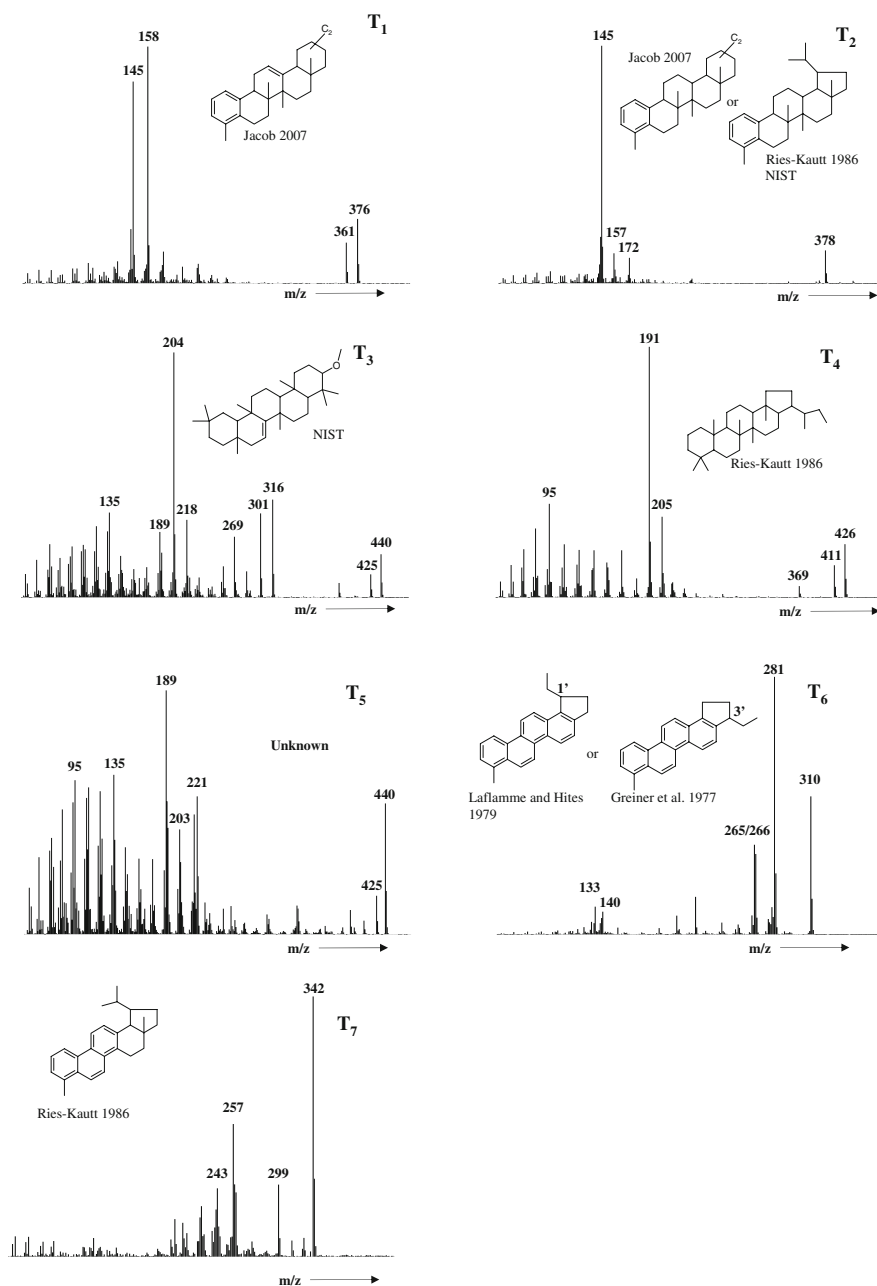 T1
C2
158
145
Jacob 2007
376
361
m/z
T2
C2
145
Jacob 2007
or
Ries-Kautt 1986
NIST
157
172
378
m/z
T3
204
O
NIST
135
189
218
269
301
316
440
425
m/z
T4
191
Ries-Kautt 1986
95
205
426
411
369
m/z
T5
189
Unknown
95
135
221
203
440
425
m/z
T6
281
1’
3’
or
Laflamme and Hites
1979
Greiner et al. 1977
310
265/266
133
140
m/z
T7
342
Ries-Kautt 1986
257
243
299
m/z